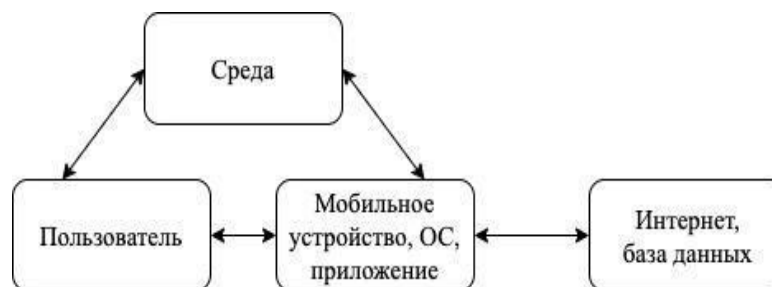 Среда
Пользователь
Мобильное
устройство, ОС,
приложение
Интернет,
база данных